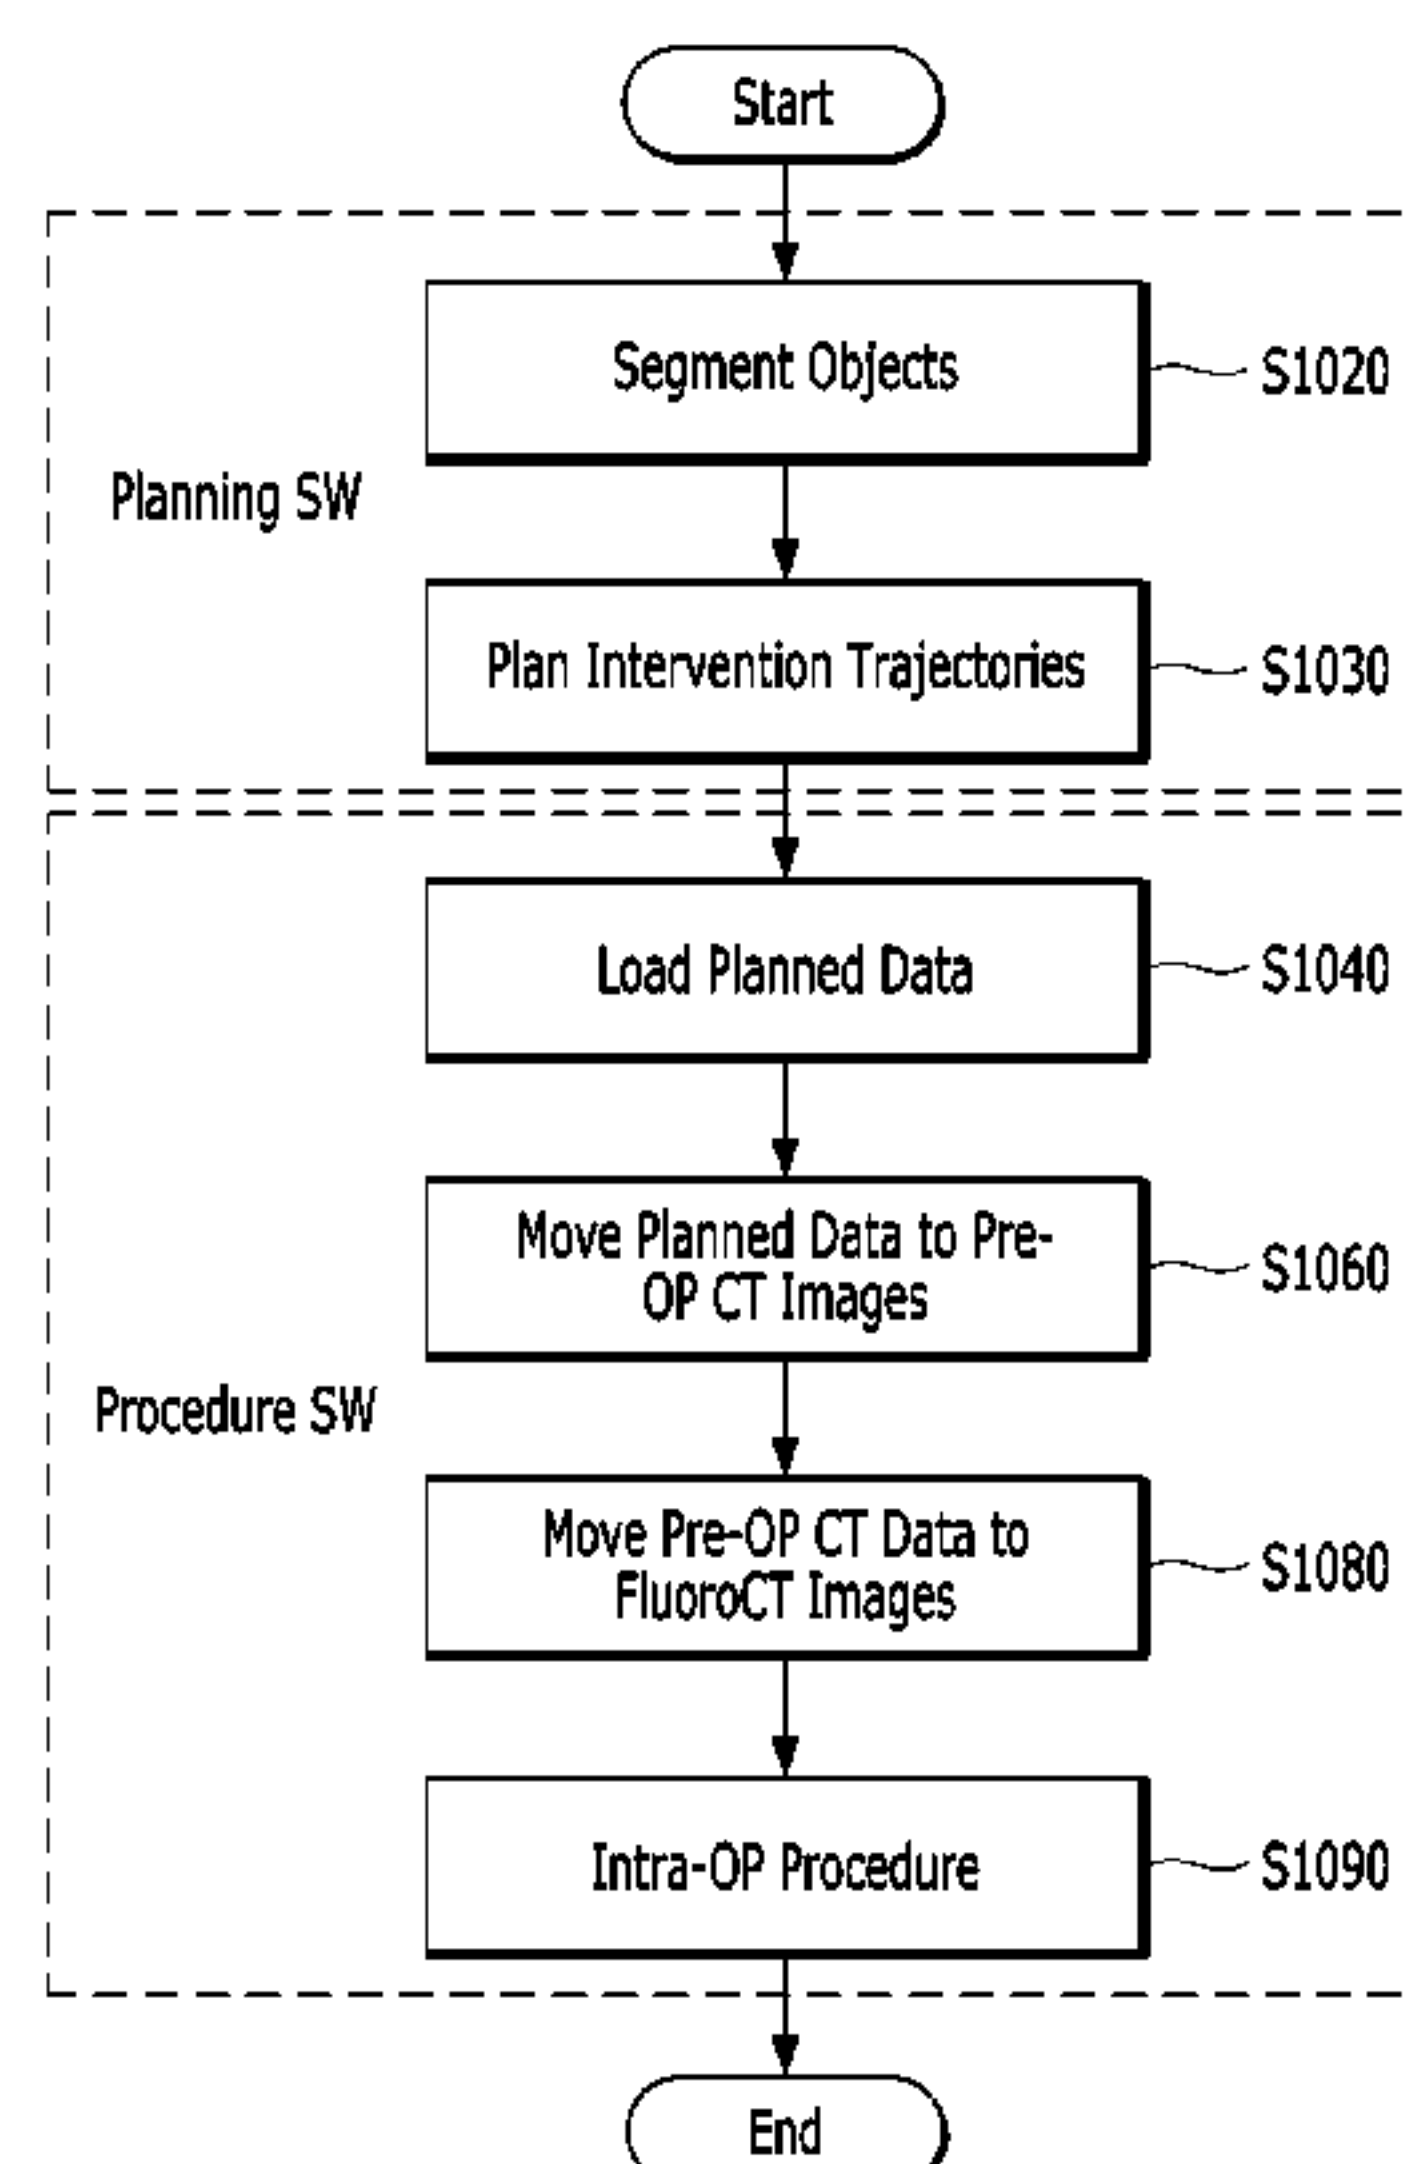 Start
Segment Objects
S1020
Planning SW
Plan Intervention Trajectories
S1030
Load Planned Data
S1040
Move Planned Data to Pre-
OP CT Images
S1060
Procedure SW
Move Pre-OP CT Data to
FluoroCT Images
S1080
Intra-OP Procedure
S1090
End